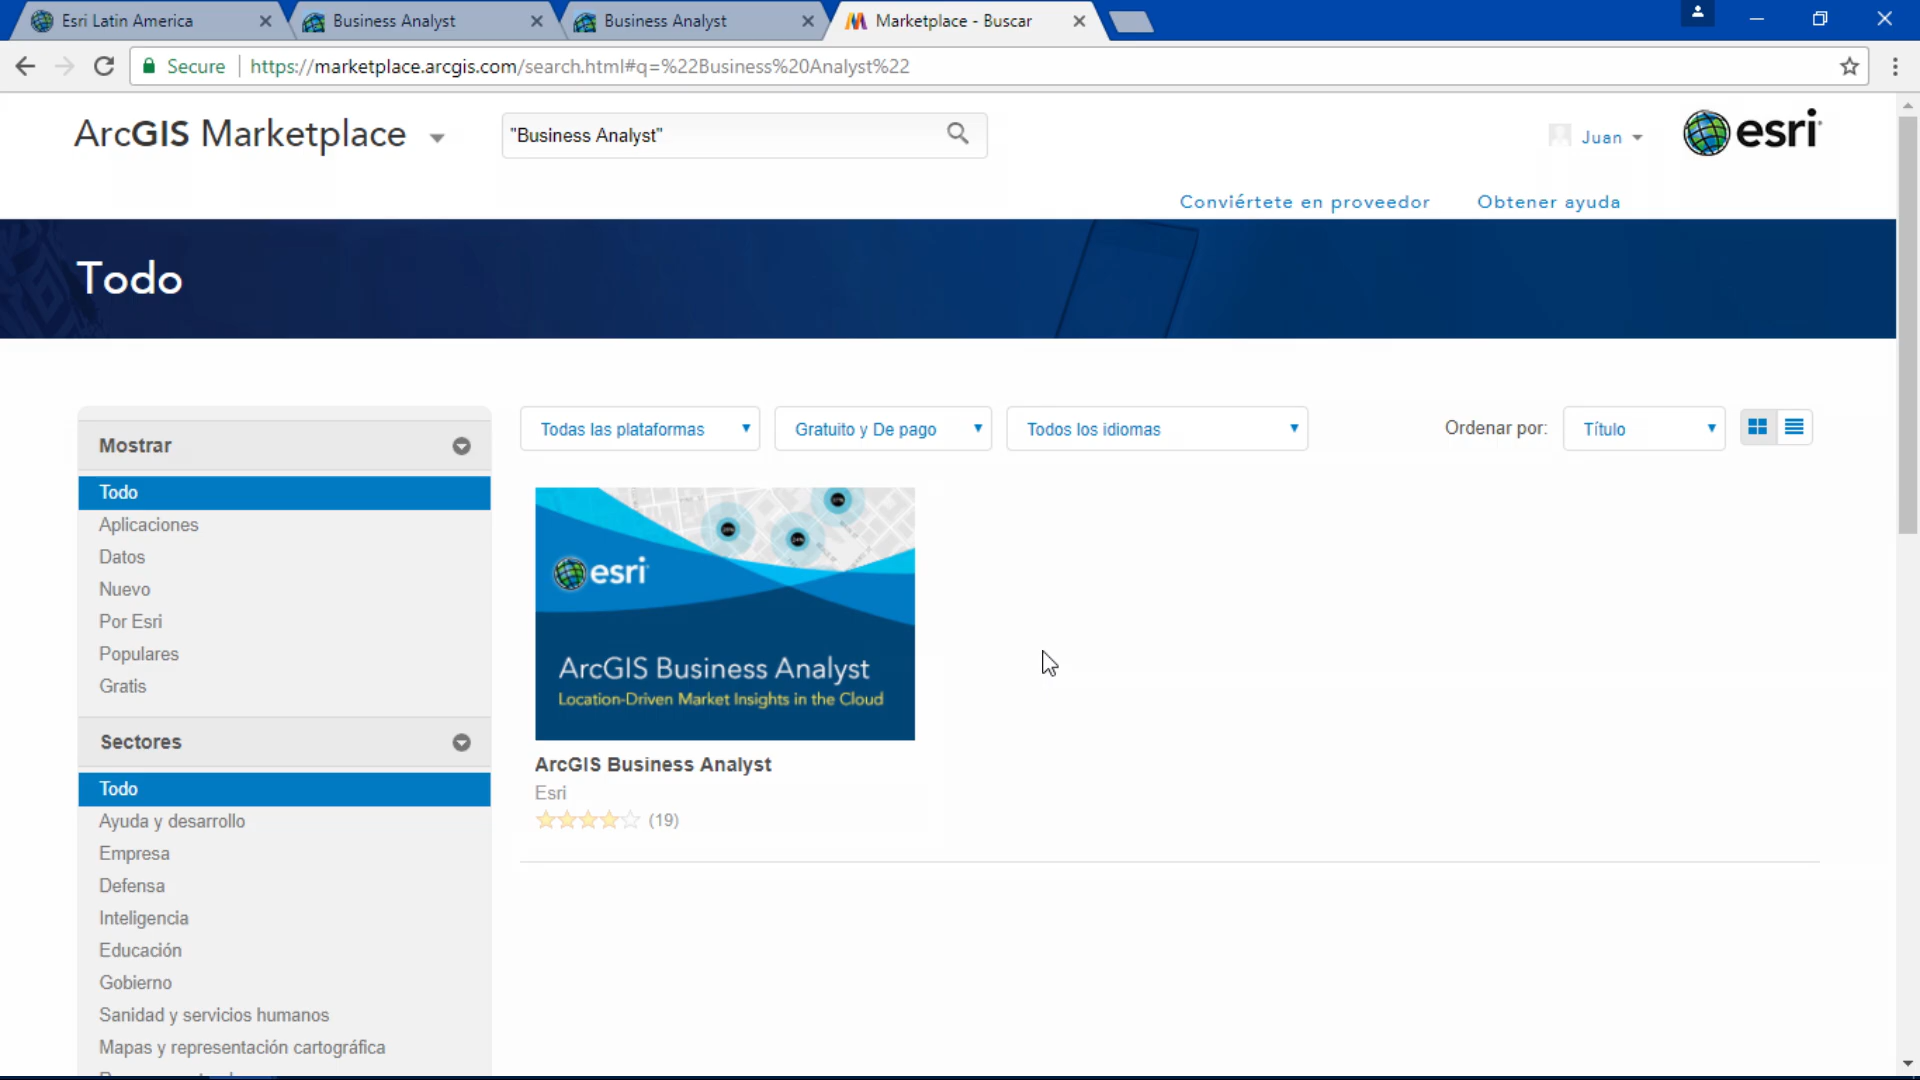 Esri Latin America
Business Analyst
Business Analyst
Marketplace - Buscar
Secure
https://marketplace.arcgis.com/search.html#q=%22Business%20Analyst%22
ArcGIS Marketplace
"Business Analyst"
Juan
esri
Conviértete en proveedor
Obtener ayuda
Todo
Mostrar
Todo
Aplicaciones
Datos
Nuevo
Por Esri
Populares
Gratis
Sectores
Todo
Ayuda y desarrollo
Empresa
Defensa
Inteligencia
Educación
Gobierno
Sanidad y servicios humanos
Mapas y representación cartográfica
Todas las plataformas
Gratuito y De pago
Todos los idiomas
Ordenar por:
Título
esri
ArcGIS Business Analyst
Location-Driven Market Insights in the Cloud
ArcGIS Business Analyst
Esri
(19)